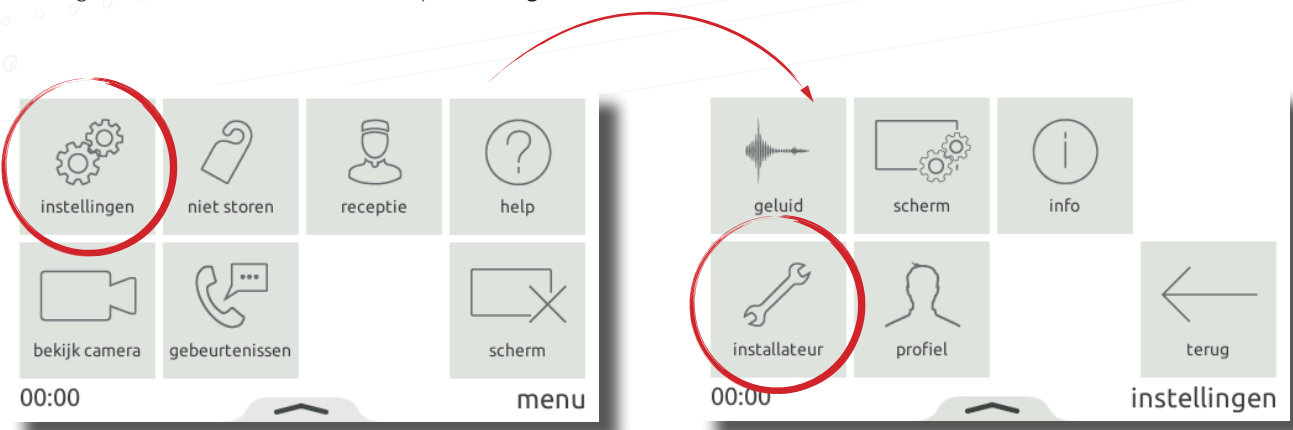 instellingen niet storen receptie help
bekijk camera gebeurtenissen scherm
00:00 menu
geluid scherm info
installateur profiel terug
00:00 instellingen